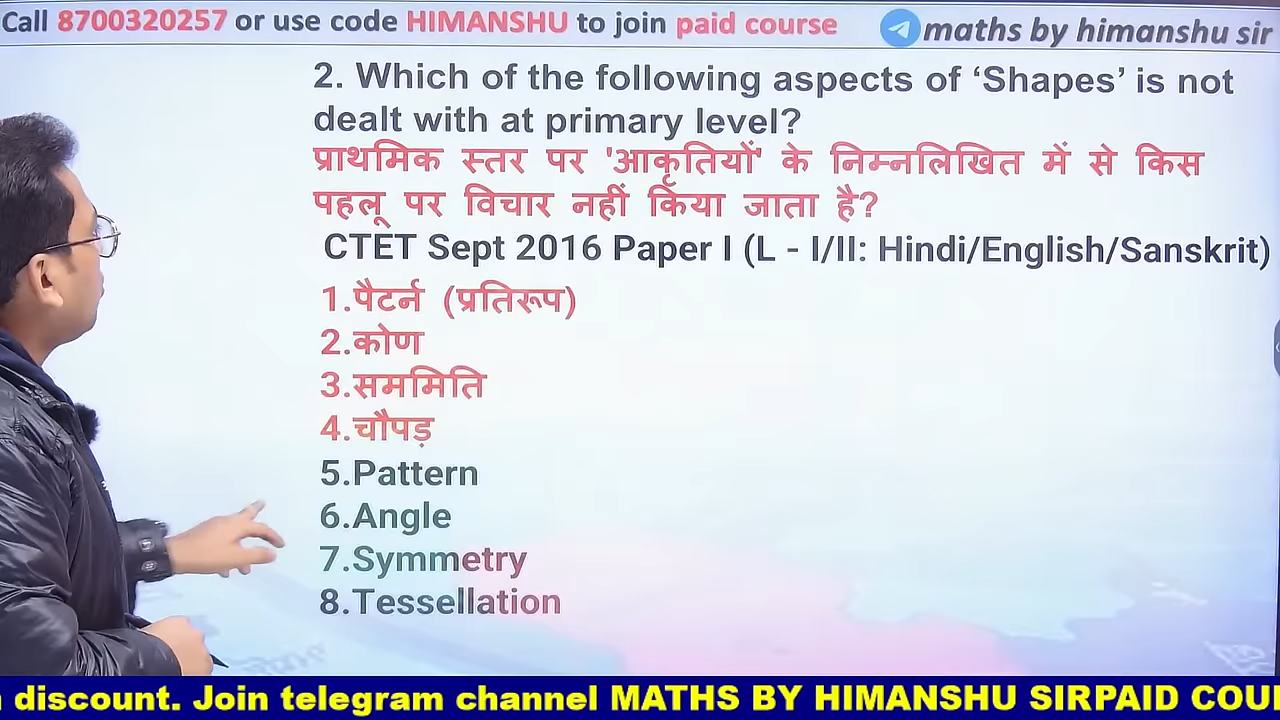 Call 8700320257 or use code HIMANSHU to join paid course
maths by himanshu sir
2. Which of the following aspects of ‘Shapes’ is not
dealt with at primary level?
प्राथमिक स्तर पर 'आकृतियों' के निम्नलिखित में से किस
पहलू पर विचार नहीं किया जाता है?
CTET Sept 2016 Paper I (L - I/II: Hindi/English/Sanskrit)
1.पैटर्न (प्रतिरूप)
2.कोण
3.सममिति
4.चौपड़
5.Pattern
6.Angle
7.Symmetry
8.Tessellation
discount. Join telegram channel MATHS BY HIMANSHU SIRPAID COU